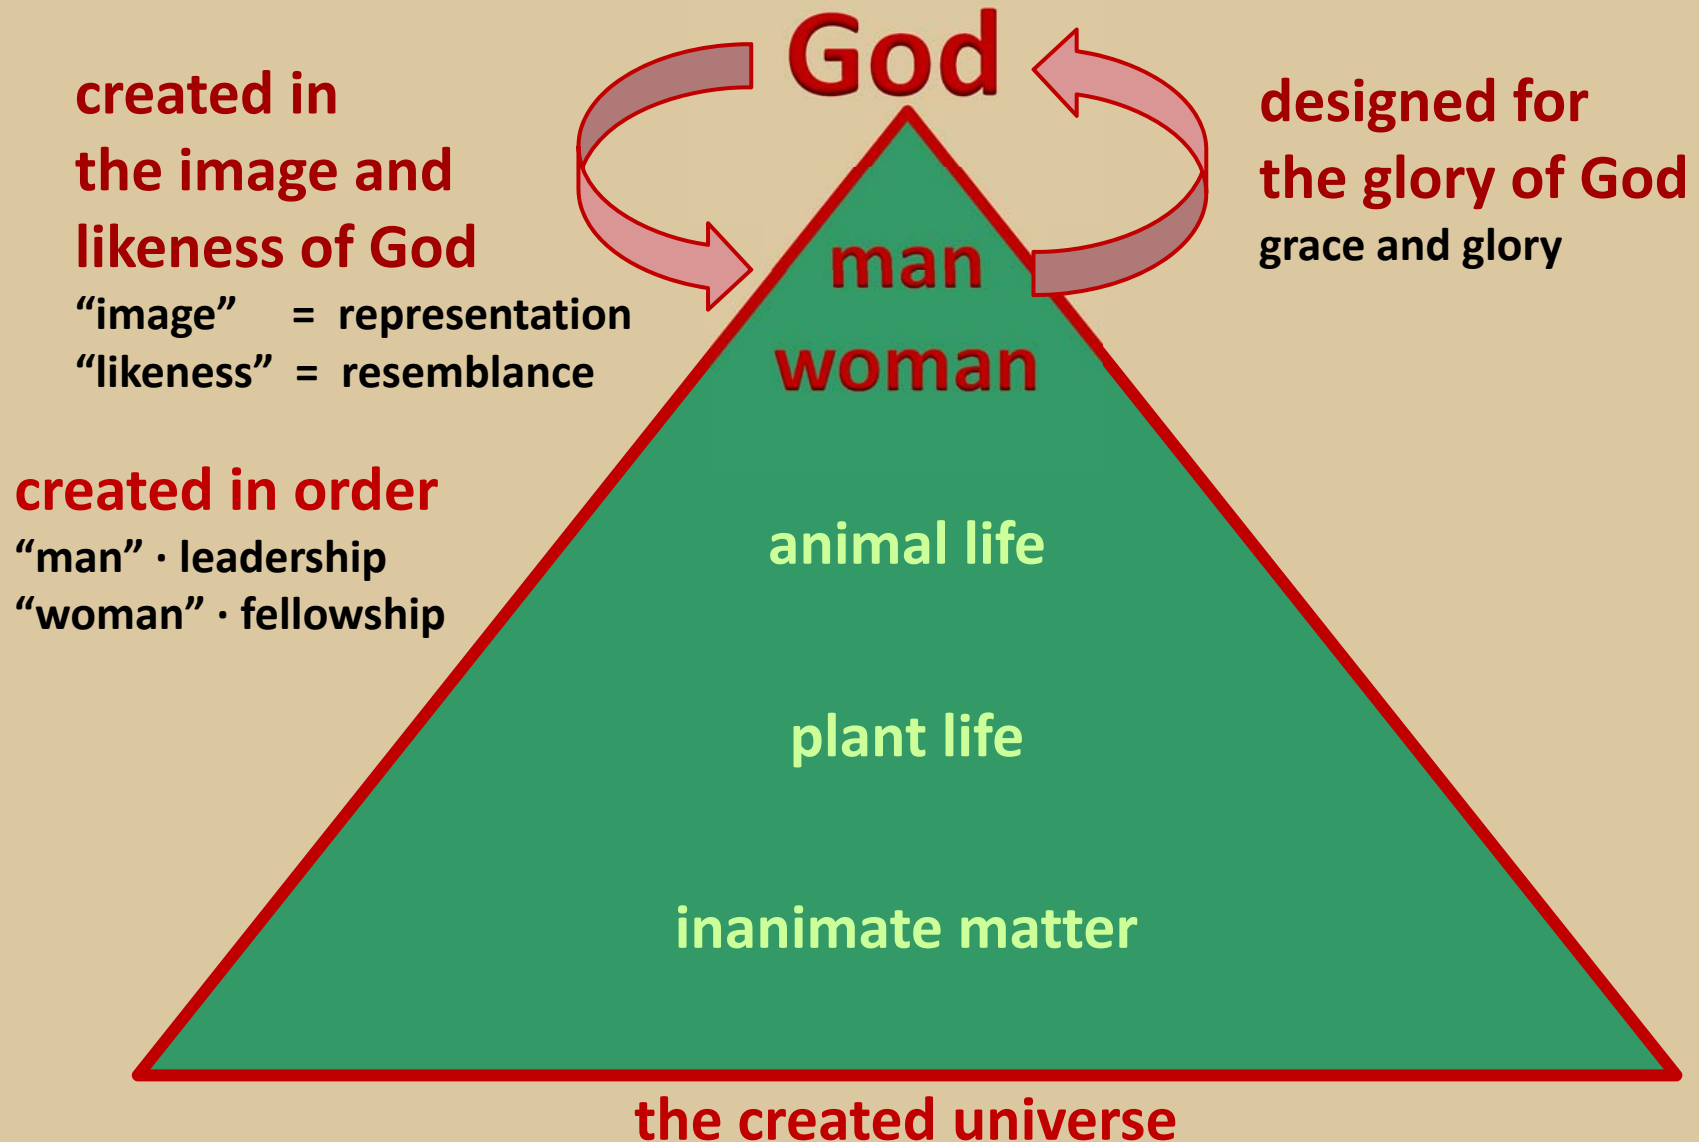 God
created in
the image and
likeness of God
“image” = representation
“likeness” = resemblance
designed for
the glory of God
grace and glory
man
woman
created in order
“man” · leadership
“woman” · fellowship
animal life
plant life
inanimate matter
the created universe